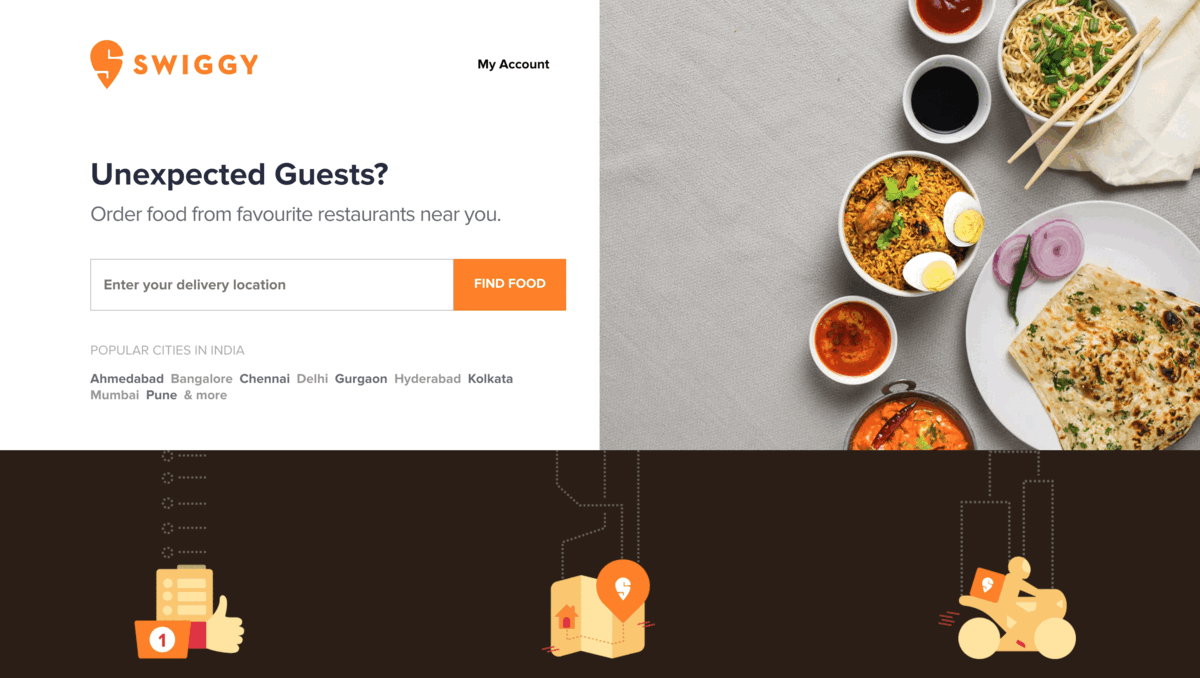 SWIGGY
My Account
Unexpected Guests?
Order food from favourite restaurants near you.
Enter your delivery location
FIND FOOD
POPULAR CITIES IN INDIA
Ahmedabad Bangalore Chennai Delhi Gurgaon Hyderabad Kolkata
Mumbai Pune & more
1